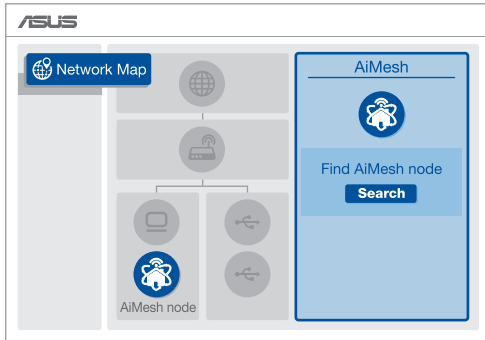 ASUS
Network Map
AiMesh
Find AiMesh node
Search
AiMesh node